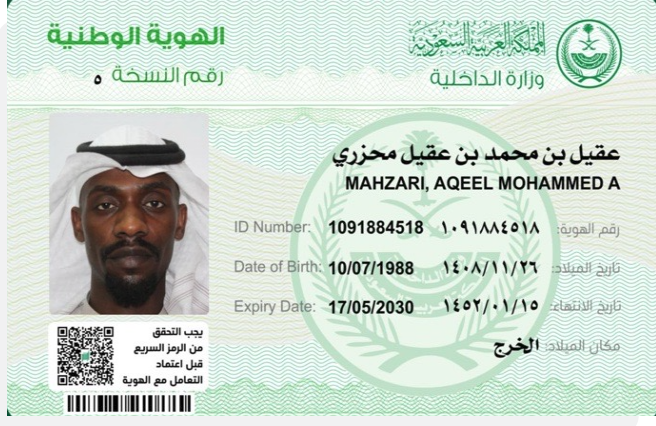 الهوية الوطنية
رقم النسخة ٥
المملكة العربية السعودية
وزارة الداخلية
عقيل بن محمد بن عقيل محزري
MAHZARI, AQEEL MOHAMMED A
ID Number: 1091884518 رقم الهوية: ١٠٩١٨٨٤٥١٨
Date of Birth: 10/07/1988 تاريخ الميلاد: ١٤٠٨/١١/٢٦
Expiry Date: 17/05/2030 تاريخ الانتهاء: ١٤٥٢/٠١/١٥
مكان الميلاد: الخرج
يجب التحقق
من الرمز السريع
قبل اعتماد
التعامل مع الهوية